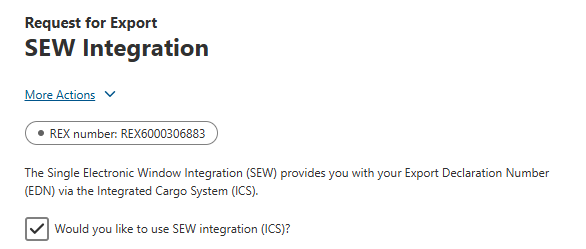 Request for Export
SEW Integration
More Actions
REX number: REX6000306883
The Single Electronic Window Integration (SEW) provides you with your Export Declaration Number
(EDN) via the Integrated Cargo System (ICS).
Would you like to use SEW integration (ICS)?